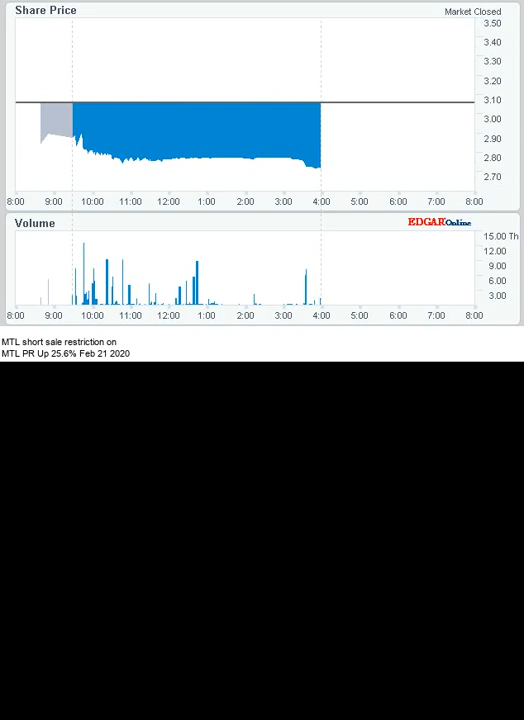 Share Price
Market Closed
3.50
3.40
3.30
3.20
3.10
3.00
2.90
2.80
2.70
8:00 9:00 10:00 11:00 12:00 1:00 2:00 3:00 4:00 5:00 6:00 7:00 8:00
Volume
EDGAROnline
15.00 Th
12.00
9.00
6.00
3.00
8:00 9:00 10:00 11:00 12:00 1:00 2:00 3:00 4:00 5:00 6:00 7:00 8:00
MTL short sale restriction on
MTL PR Up 25.6% Feb 21 2020